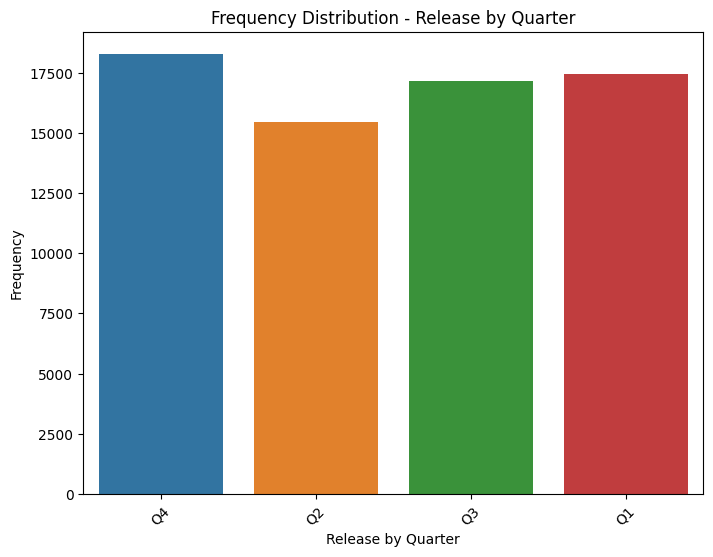 Frequency Distribution - Release by Quarter
17500
15000
12500
10000
7500
5000
2500
0
Frequency
Q4
Q2
Q3
Q1
Release by Quarter